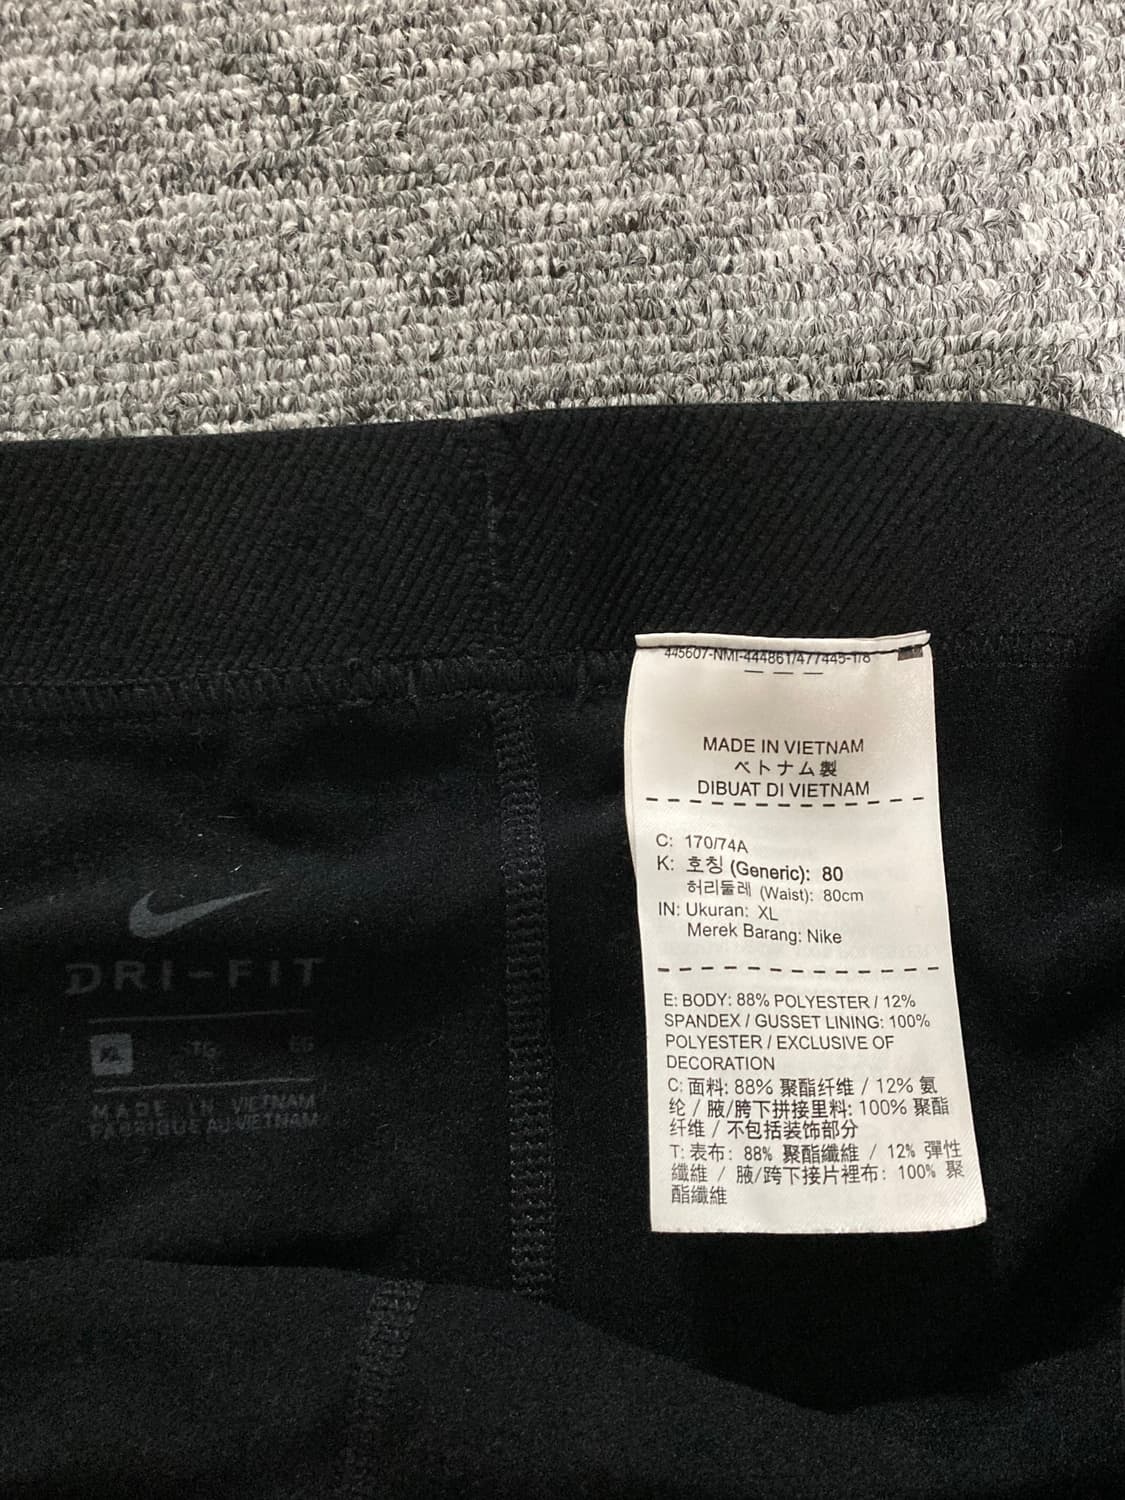 445607-NMI-444861/477445-1/8
MADE IN VIETNAM
ベトナム製
DIBUAT DI VIETNAM
C: 170/74A
K: 호칭 (Generic): 80
허리둘레 (Waist): 80cm
IN: Ukuran: XL
Merek Barang: Nike
E: BODY: 88% POLYESTER / 12%
SPANDEX / GUSSET LINING: 100%
POLYESTER / EXCLUSIVE OF
DECORATION
C: 面料: 88% 聚酯纤维 / 12% 氨
纶 / 腋/胯下拼接里料: 100% 聚酯
纤维 / 不包括装饰部分
T: 表布: 88% 聚酯纖維 / 12% 彈性
纖維 / 腋/跨下接片裡布: 100% 聚
酯纖維
DRI-FIT
XL TG EG
MADE IN VIETNAM
FABRIQUE AU VIETNAM